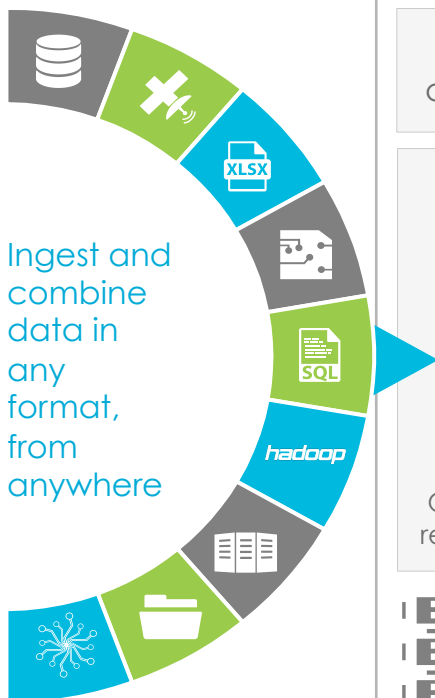 XLSX
Ingest and
combine
data in
any
format,
from
anywhere
SQL
hadoop